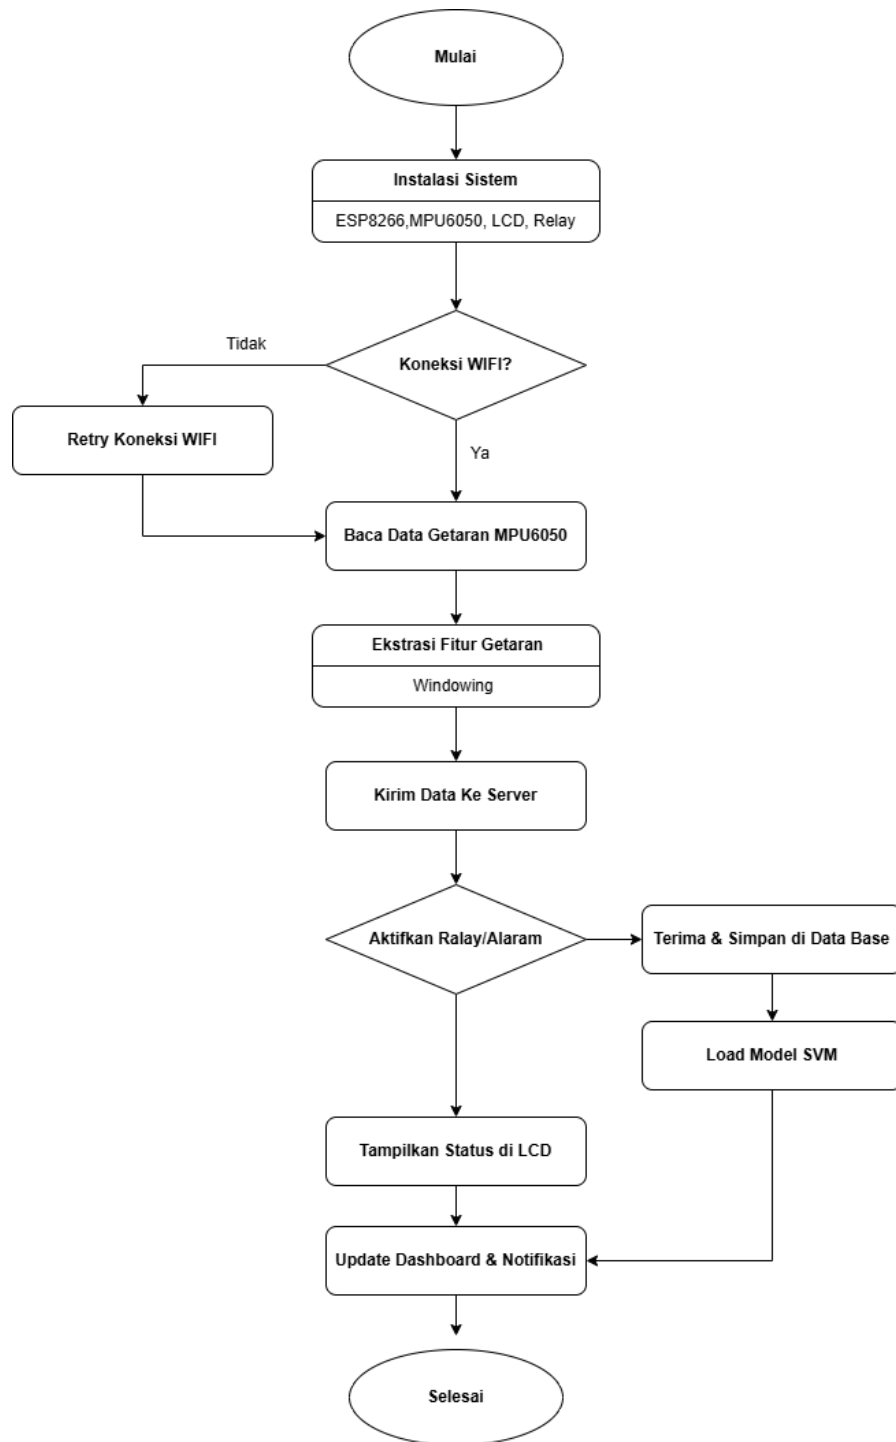 Mulai
Instalasi Sistem
ESP8266,MPU6050, LCD, Relay
Koneksi WIFI?
Tidak
Retry Koneksi WIFI
Ya
Baca Data Getaran MPU6050
Ekstrasi Fitur Getaran
Windowing
Kirim Data Ke Server
Aktifkan Ralay/Alaram
Terima & Simpan di Data Base
Load Model SVM
Tampilkan Status di LCD
Update Dashboard & Notifikasi
Selesai